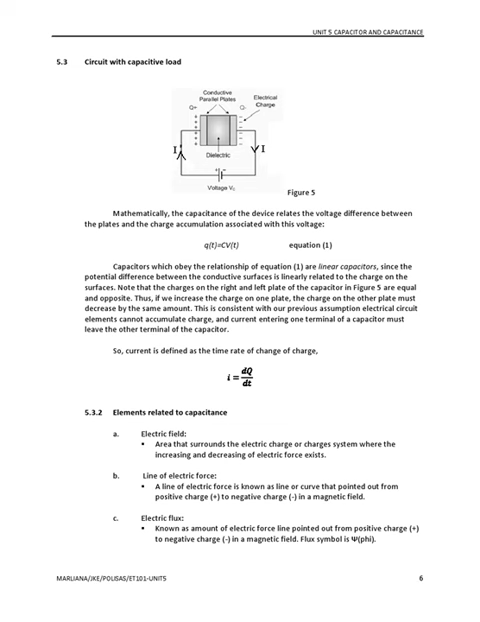 UNIT 5 CAPACITOR AND CAPACITANCE
5.3 Circuit with capacitive load
Conductive
Parallel Plates
Electrical
Charge
Q+
Q-
I
I
Dielectric
+ -
Voltage V
Figure 5
Mathematically, the capacitance of the device relates the voltage difference between
the plates and the charge accumulation associated with this voltage:
q(t)=CV(t) equation (1)
Capacitors which obey the relationship of equation (1) are linear capacitors, since the
potential difference between the conductive surfaces is linearly related to the charge on the
surfaces. Note that the charges on the right and left plate of the capacitor in Figure 5 are equal
and opposite. Thus, if we increase the charge on one plate, the charge on the other plate must
decrease by the same amount. This is consistent with our previous assumption electrical circuit
elements cannot accumulate charge, and current entering one terminal of a capacitor must
leave the other terminal of the capacitor.
So, current is defined as the time rate of change of charge,
i = dQ/dt
5.3.2 Elements related to capacitance
a. Electric field:
▪ Area that surrounds the electric charge or charges system where the
increasing and decreasing of electric force exists.
b. Line of electric force:
▪ A line of electric force is known as line or curve that pointed out from
positive charge (+) to negative charge (-) in a magnetic field.
c. Electric flux:
▪ Known as amount of electric force line pointed out from positive charge (+)
to negative charge (-) in a magnetic field. Flux symbol is Ψ(phi).
MARLIANA/JKE/POLISAS/ET101-UNIT5 6